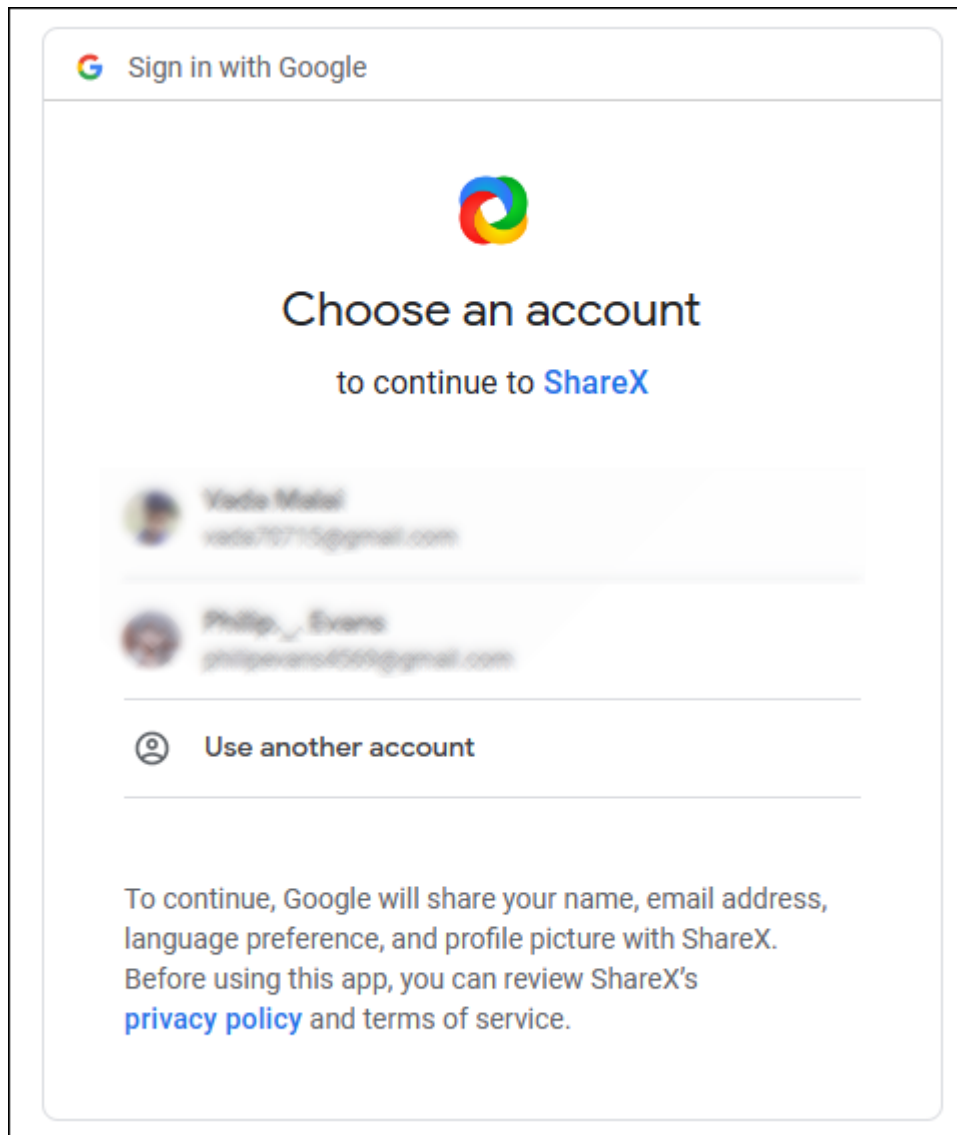 Sign in with Google
Choose an account
to continue to ShareX
Use another account
To continue, Google will share your name, email address,
language preference, and profile picture with ShareX.
Before using this app, you can review ShareX's
privacy policy and terms of service.